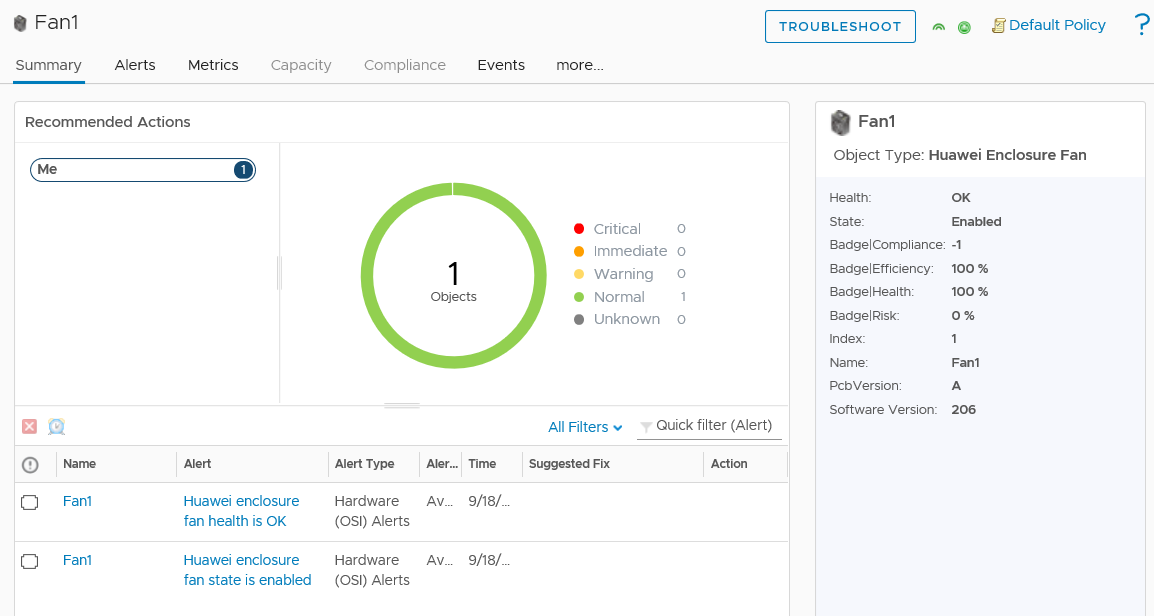 Fan1
TROUBLESHOOT
Default Policy
?
Summary
Alerts
Metrics
Capacity
Compliance
Events
more...
Recommended Actions
Me 1
1
Objects
Critical 0
Immediate 0
Warning 0
Normal 1
Unknown 0
All Filters
Quick filter (Alert)
Name
Alert
Alert Type
Aler...
Time
Suggested Fix
Action
Fan1
Huawei enclosure
fan health is OK
Hardware
(OSI) Alerts
Av...
9/18/...
Fan1
Huawei enclosure
fan state is enabled
Hardware
(OSI) Alerts
Av...
9/18/...
Fan1
Object Type: Huawei Enclosure Fan
Health: OK
State: Enabled
Badge|Compliance: -1
Badge|Efficiency: 100 %
Badge|Health: 100 %
Badge|Risk: 0 %
Index: 1
Name: Fan1
PcbVersion: A
Software Version: 206